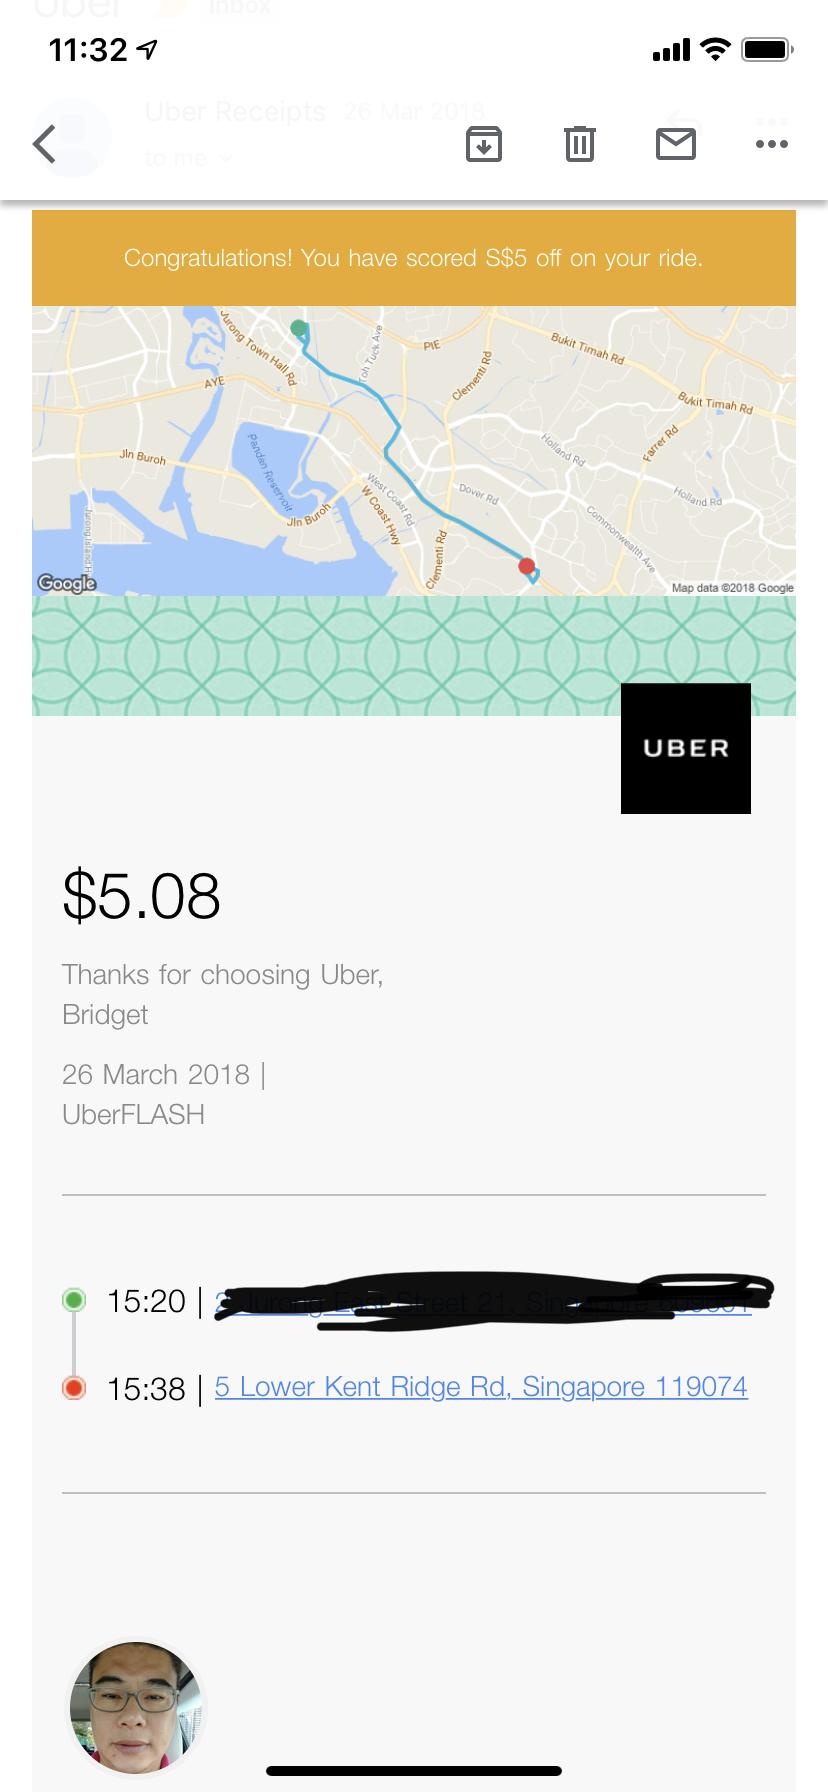 Uber Inbox
11:32
Uber Receipts 26 Mar 2018
to me
Congratulations! You have scored S$5 off on your ride.
Jurong Town Hall Rd
Toh Tuck Ave
PIE
Clementi Rd
Bukit Timah Rd
AYE
Bukit Timah Rd
Farrer Rd
Holland Rd
Jln Buroh
Pandan Reservoir
West Coast Rd
W Coast Hwy
Dover Rd
Holland Rd
Jln Buroh
Commonwealth Ave
Clementi Rd
Jurong Island
Google
Map data ©2018 Google
UBER
$5.08
Thanks for choosing Uber,
Bridget
26 March 2018 |
UberFLASH
15:20 |
15:38 | 5 Lower Kent Ridge Rd, Singapore 119074